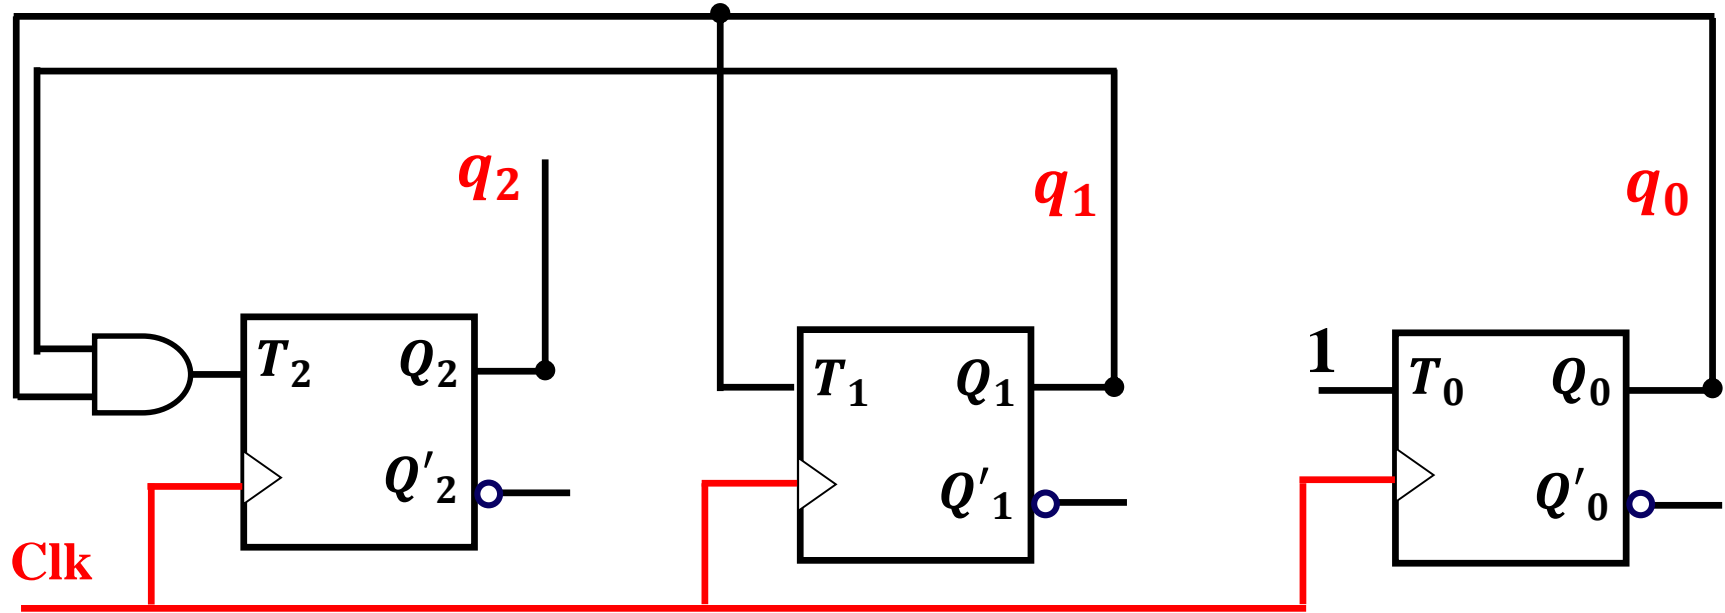 q₂
q₁
q₀
1
T₂ Q₂
Q′₂
T₁ Q₁
Q′₁
T₀ Q₀
Q′₀
Clk